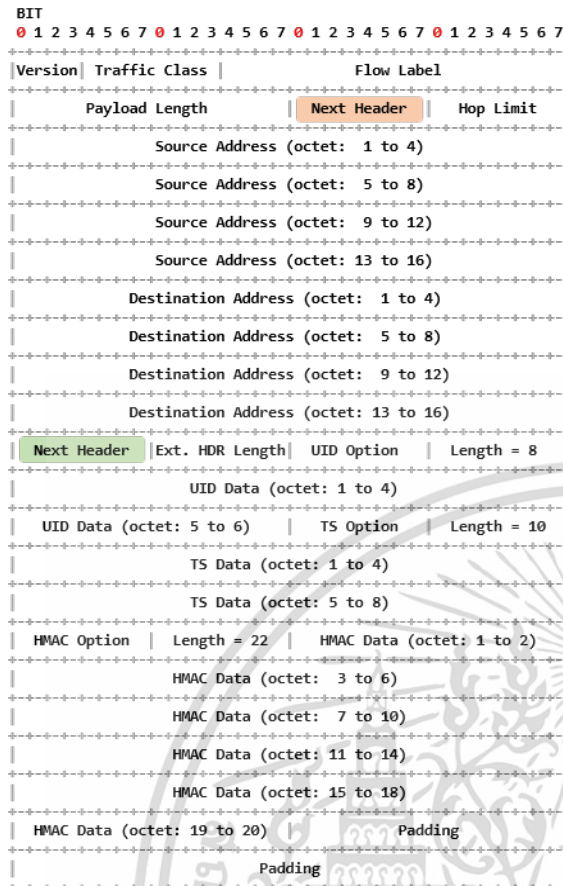 BIT
0 1 2 3 4 5 6 7 0 1 2 3 4 5 6 7 0 1 2 3 4 5 6 7 0 1 2 3 4 5 6 7
Version Traffic Class Flow Label
Payload Length Next Header Hop Limit
Source Address (octet: 1 to 4)
Source Address (octet: 5 to 8)
Source Address (octet: 9 to 12)
Source Address (octet: 13 to 16)
Destination Address (octet: 1 to 4)
Destination Address (octet: 5 to 8)
Destination Address (octet: 9 to 12)
Destination Address (octet: 13 to 16)
Next Header Ext. HDR Length UID Option Length = 8
UID Data (octet: 1 to 4)
UID Data (octet: 5 to 6) TS Option Length = 10
TS Data (octet: 1 to 4)
TS Data (octet: 5 to 8)
HMAC Option Length = 22 HMAC Data (octet: 1 to 2)
HMAC Data (octet: 3 to 6)
HMAC Data (octet: 7 to 10)
HMAC Data (octet: 11 to 14)
HMAC Data (octet: 15 to 18)
HMAC Data (octet: 19 to 20) Padding
Padding